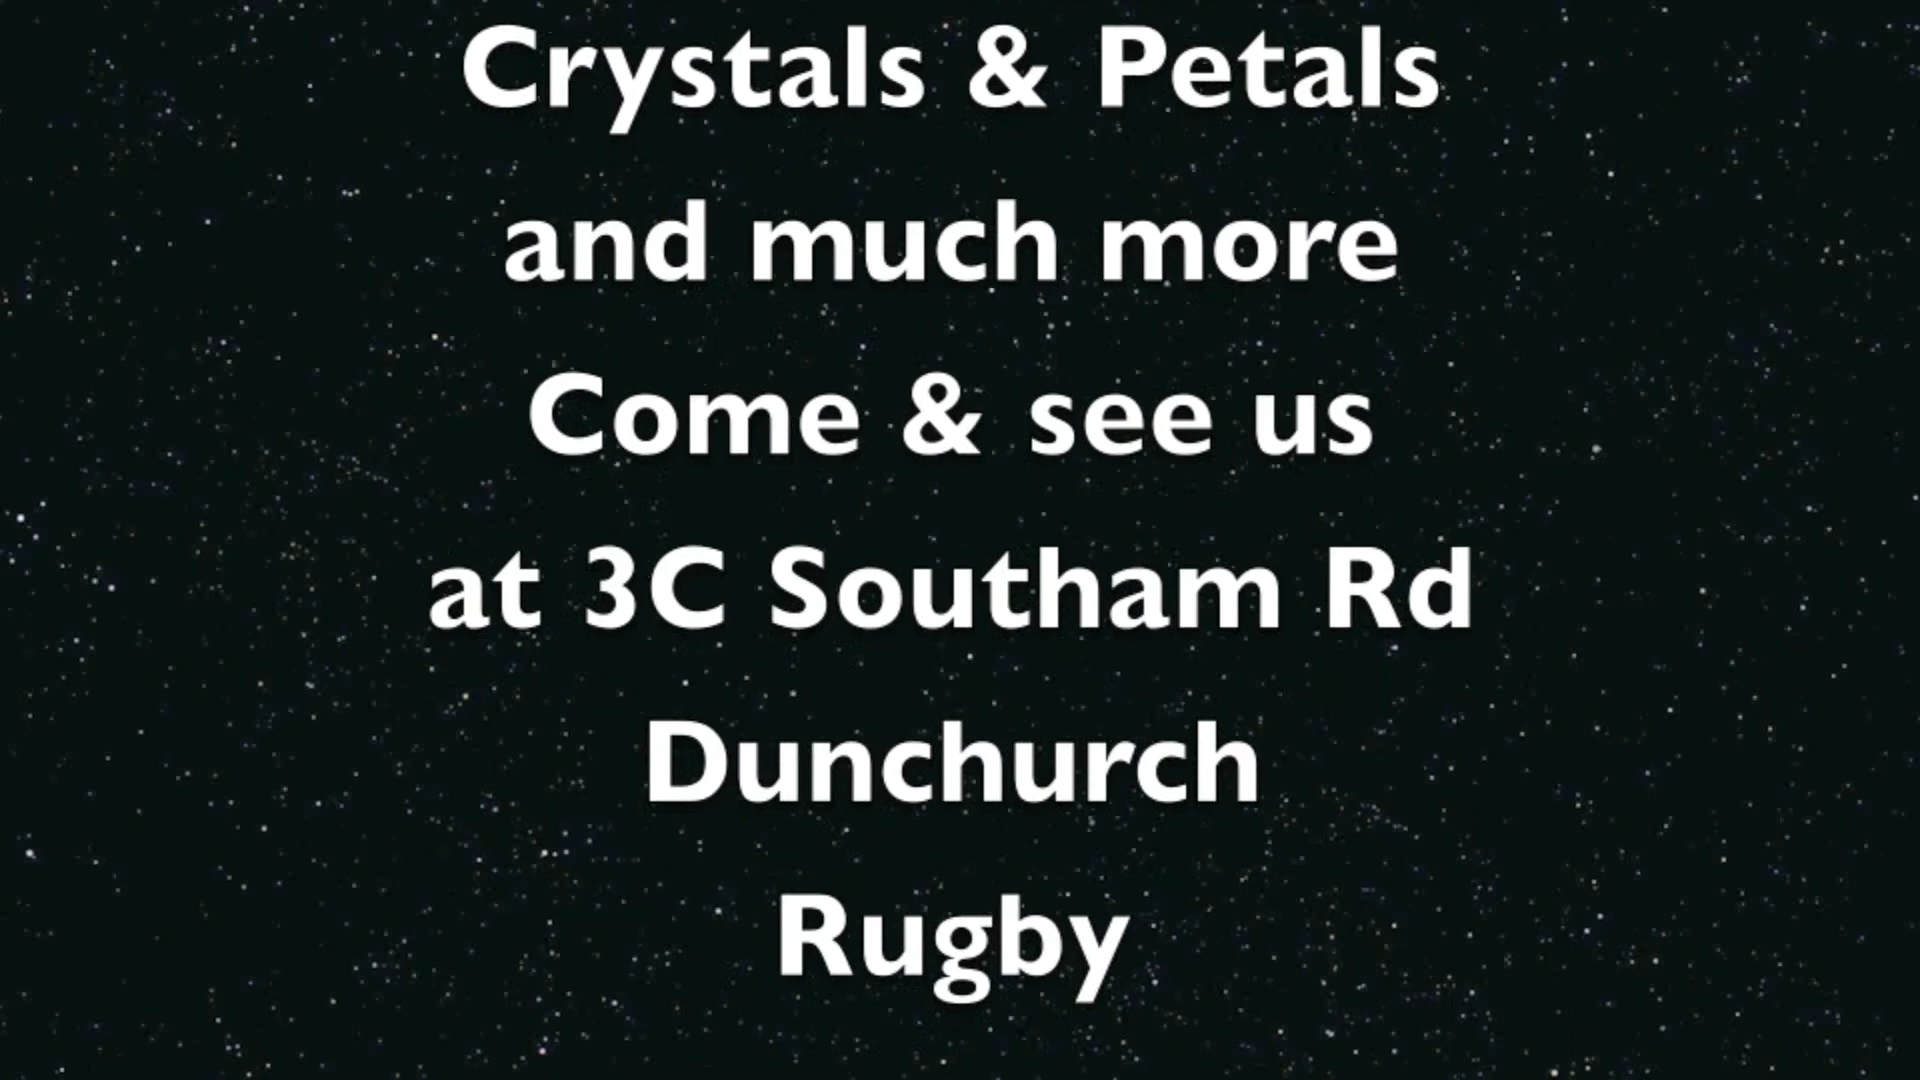 Crystals & Petals
and much more
Come & see us
at 3C Southam Rd
Dunchurch
Rugby